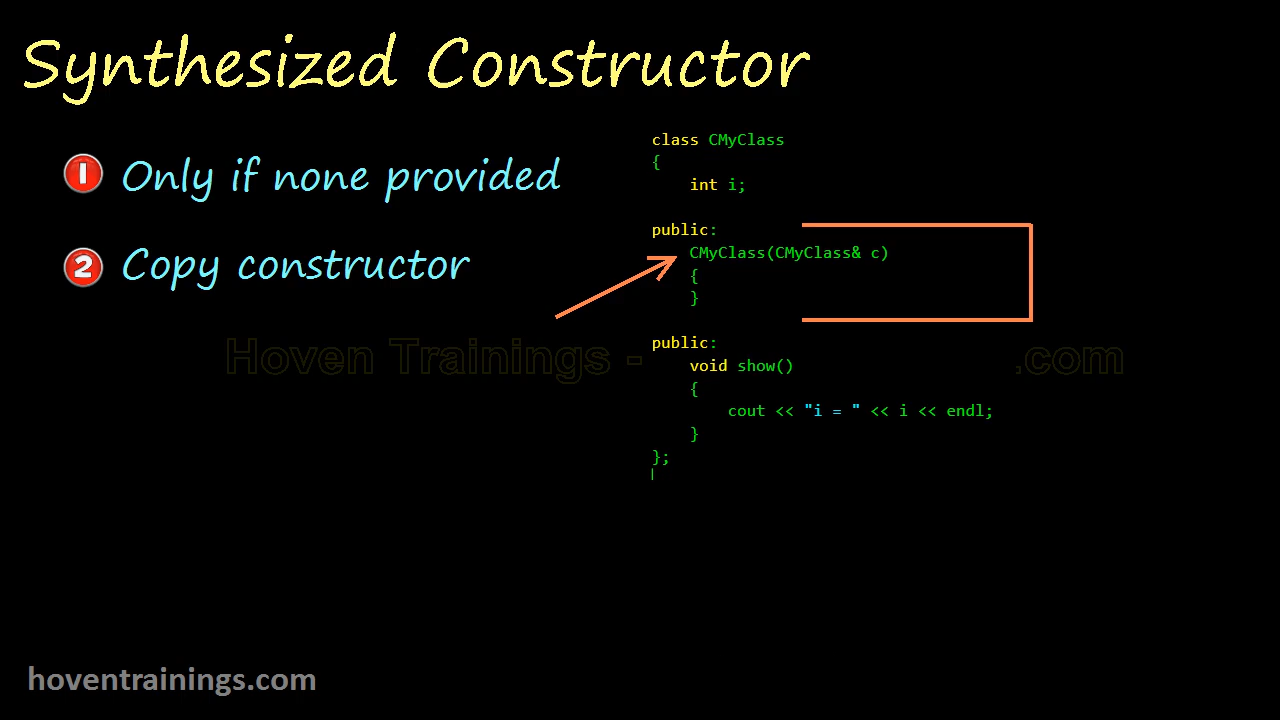 Synthesized Constructor
1 Only if none provided
2 Copy constructor
class CMyClass
{
int i;
public:
CMyClass(CMyClass& c)
{
}
public:
void show()
{
cout << "i = " << i << endl;
}
};
Hoven Trainings - .com
hoventrainings.com